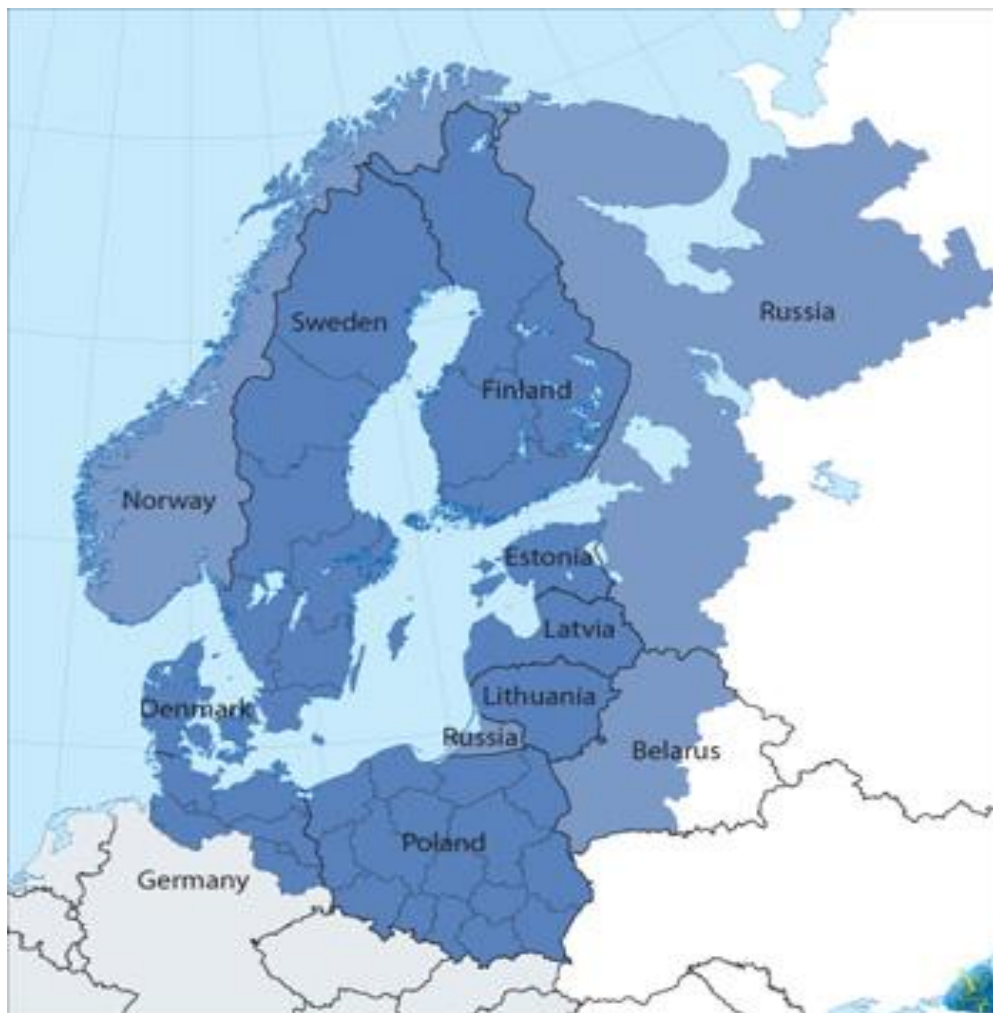 Russia
Sweden
Finland
Norway
Estonia
Latvia
Lithuania
Denmark
Russia
Belarus
Poland
Germany